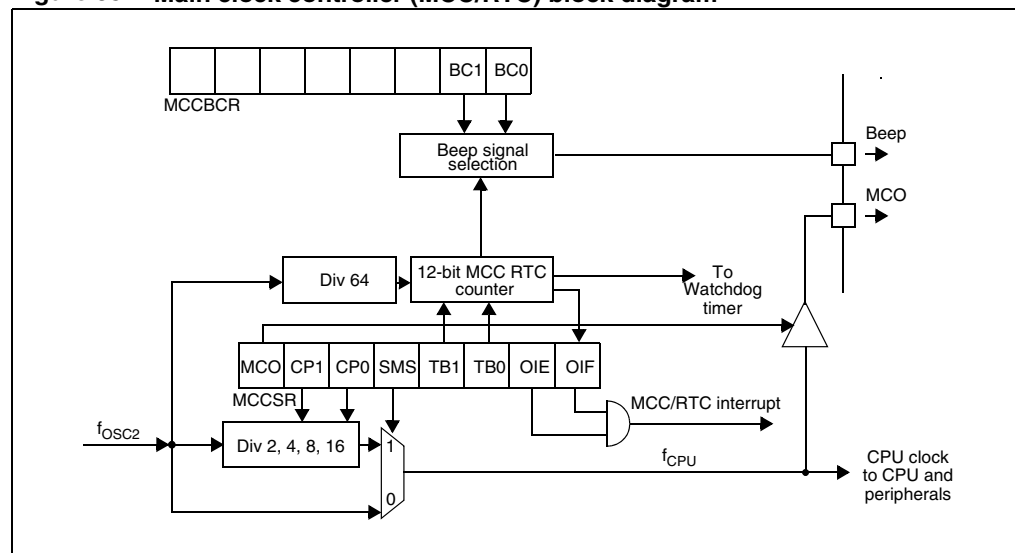 Main clock controller (MCC/RTC) block diagram
BC1 BC0
MCCBCR
Beep signal
selection
Beep
MCO
Div 64
12-bit MCC RTC
counter
To
Watchdog
timer
MCO CP1 CP0 SMS TB1 TB0 OIE OIF
MCCSR
MCC/RTC interrupt
fOSC2
Div 2, 4, 8, 16
1
0
fCPU
CPU clock
to CPU and
peripherals